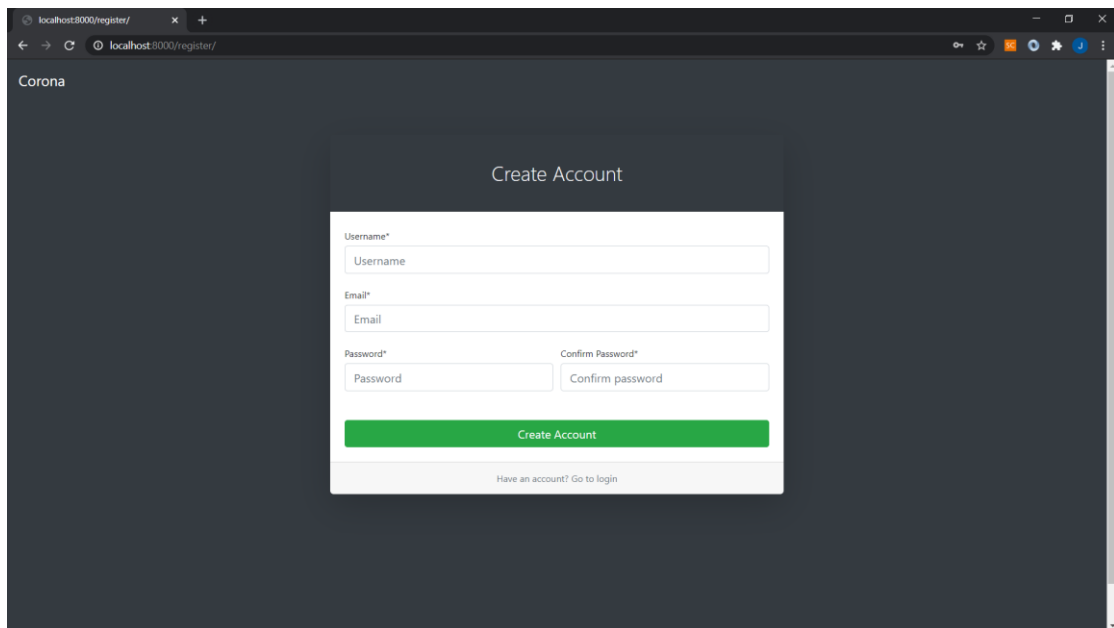 localhost:8000/register/
localhost:8000/register/
SC
J
Corona
Create Account
Username*
Username
Email*
Email
Password* Confirm Password*
Password Confirm password
Create Account
Have an account? Go to login